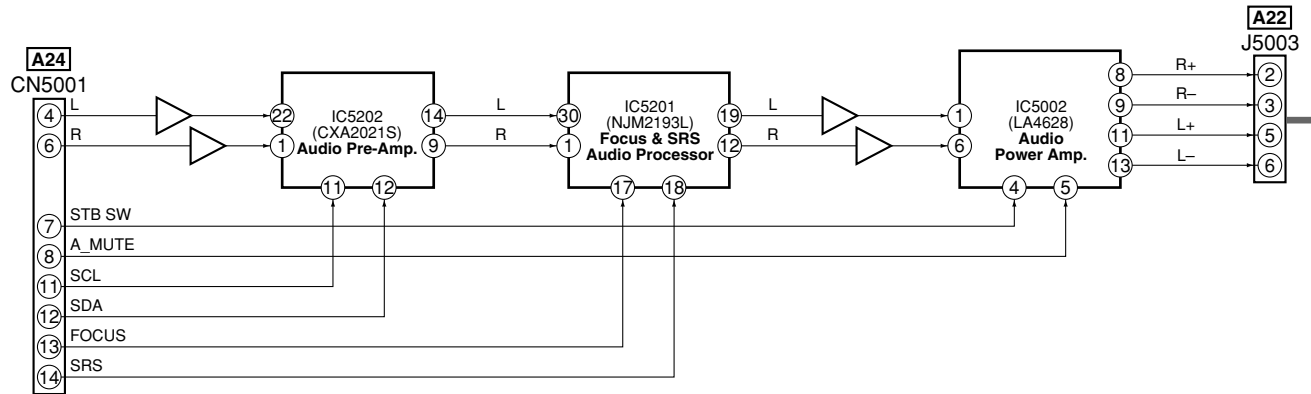 A24
CN5001
4 L
6 R
22
1
IC5202
(CXA2021S)
Audio Pre-Amp.
14 L
9 R
11 12
30
1
IC5201
(NJM2193L)
Focus & SRS
Audio Processor
19 L
12 R
17 18
1
6
IC5002
(LA4628)
Audio
Power Amp.
4 5
8 R+
9 R–
11 L+
13 L–
A22
J5003
2
3
5
6
7 STB SW
8 A_MUTE
11 SCL
12 SDA
13 FOCUS
14 SRS